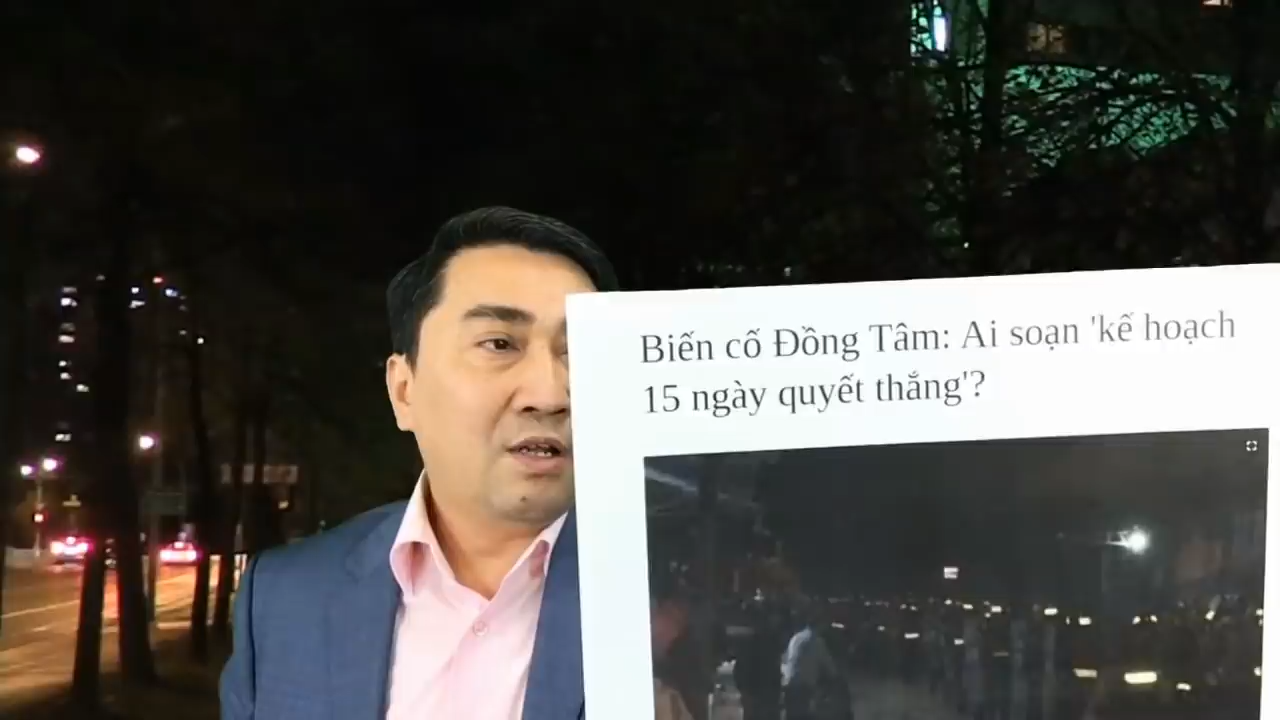 Biến cố Đồng Tâm: Ai soạn 'kế hoạch
15 ngày quyết thắng'?